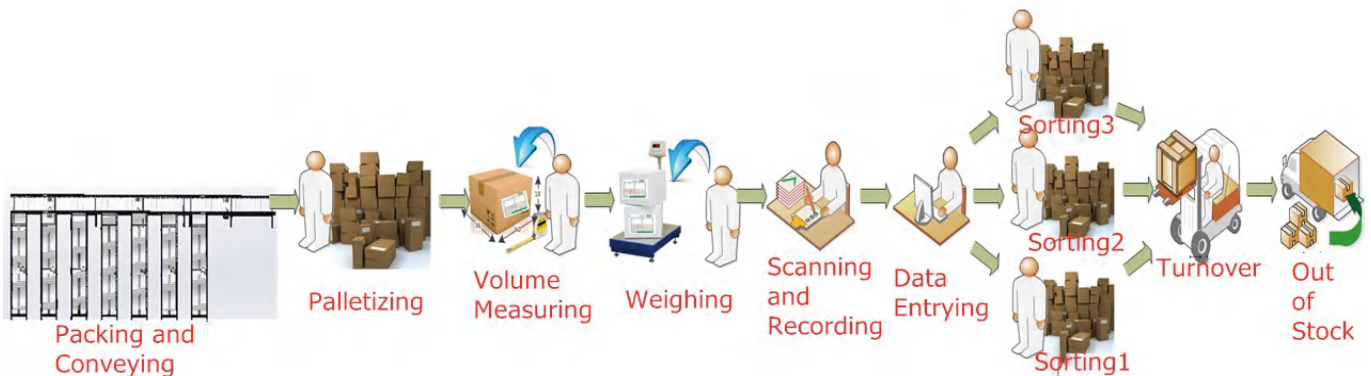 Packing and
Conveying
Palletizing
Volume
Measuring
Weighing
Scanning
and
Recording
Data
Entrying
Sorting3
Sorting2
Sorting1
Turnover
Out
of
Stock